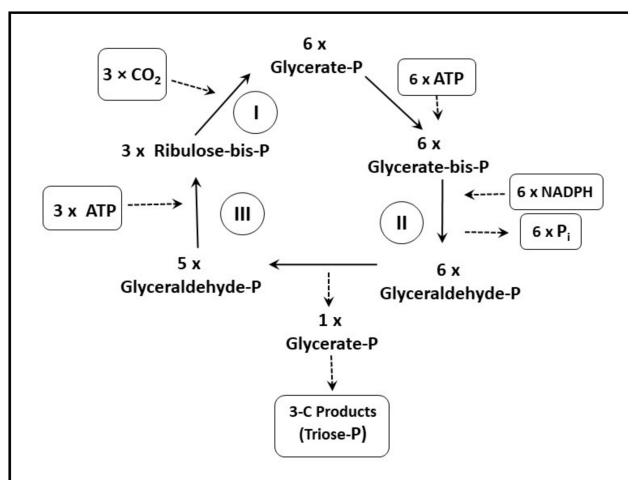 6 x
Glycerate-P
3 × CO₂
6 x ATP
I
6 x
Glycerate-bis-P
3 x Ribulose-bis-P
6 x NADPH
3 x ATP
III
II
6 x Pᵢ
5 x
Glyceraldehyde-P
6 x
Glyceraldehyde-P
1 x
Glycerate-P
3-C Products
(Triose-P)